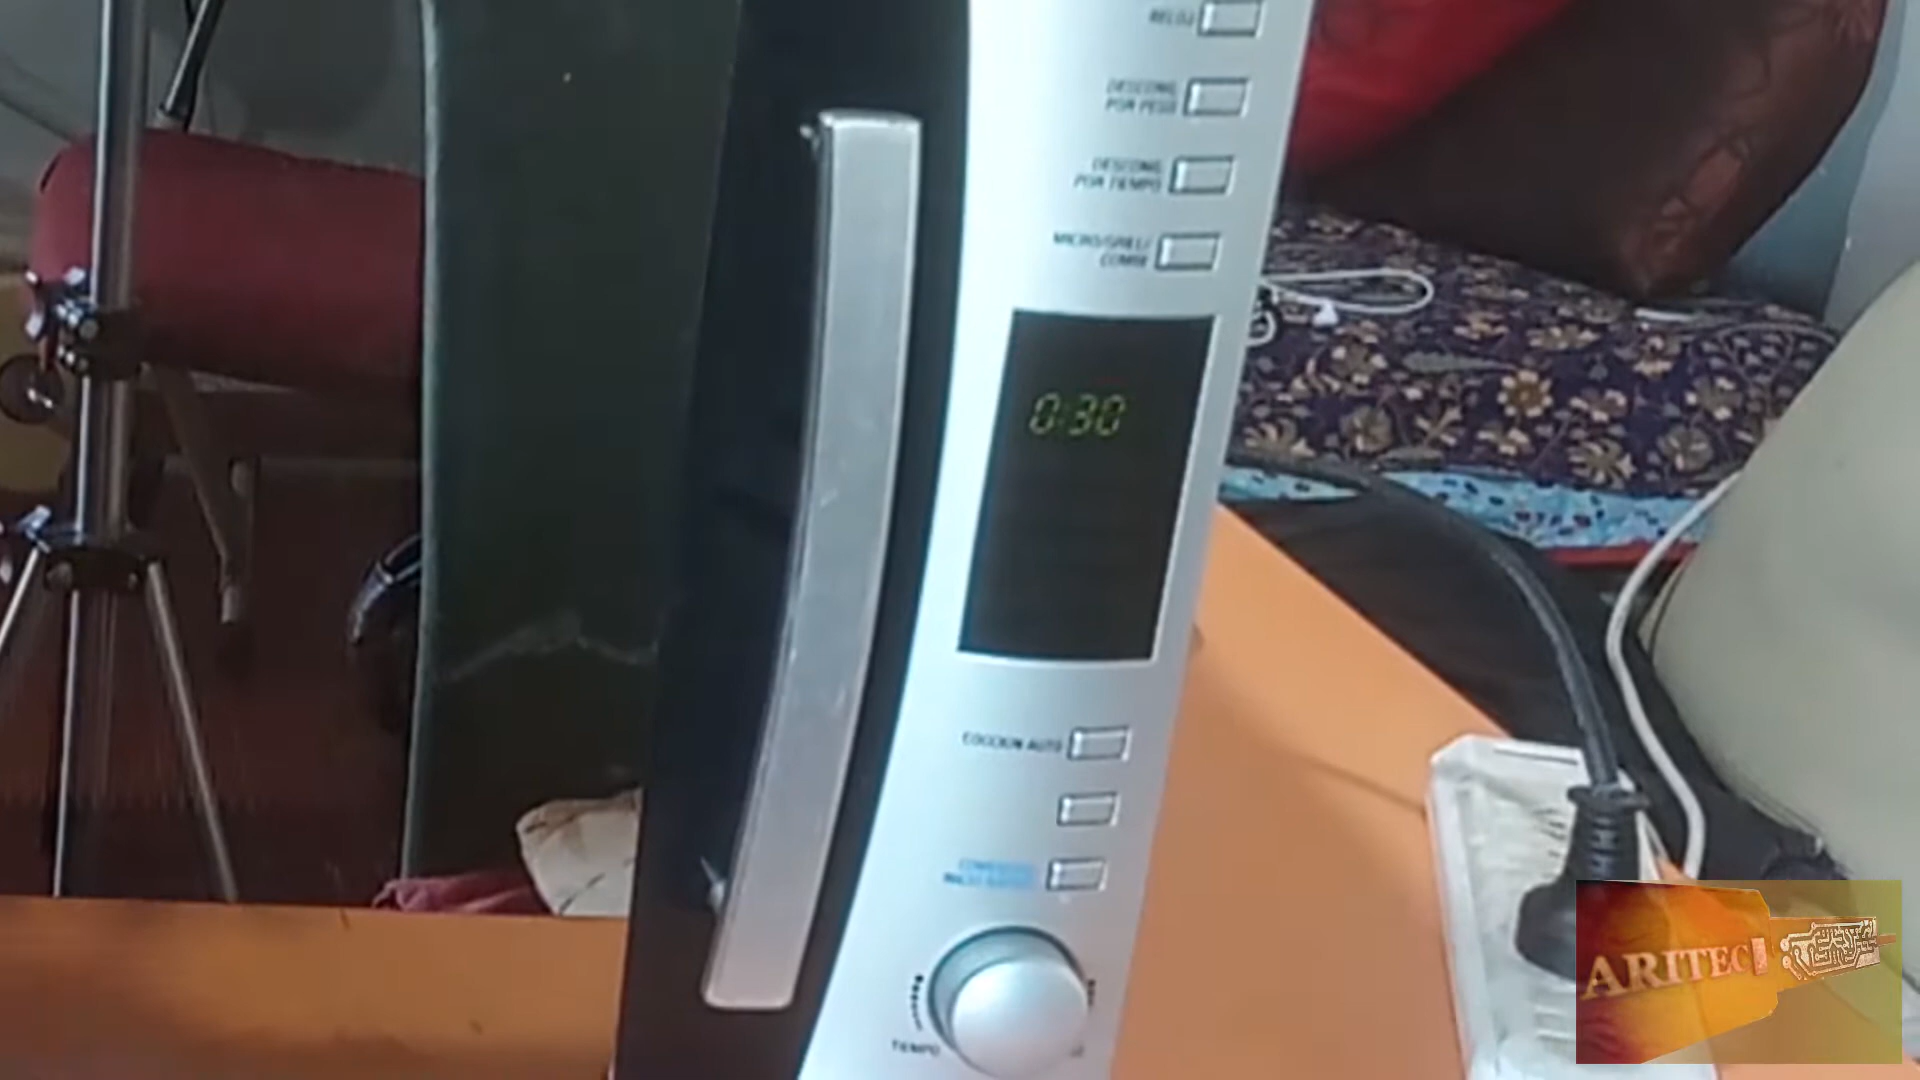 RELOJ
DESCONG.
POR PESO
DESCONG.
POR TIEMPO
MICRO/GRILL/
COMBI
0:30
COCCION AUTO
TIEMPO
ARITEC